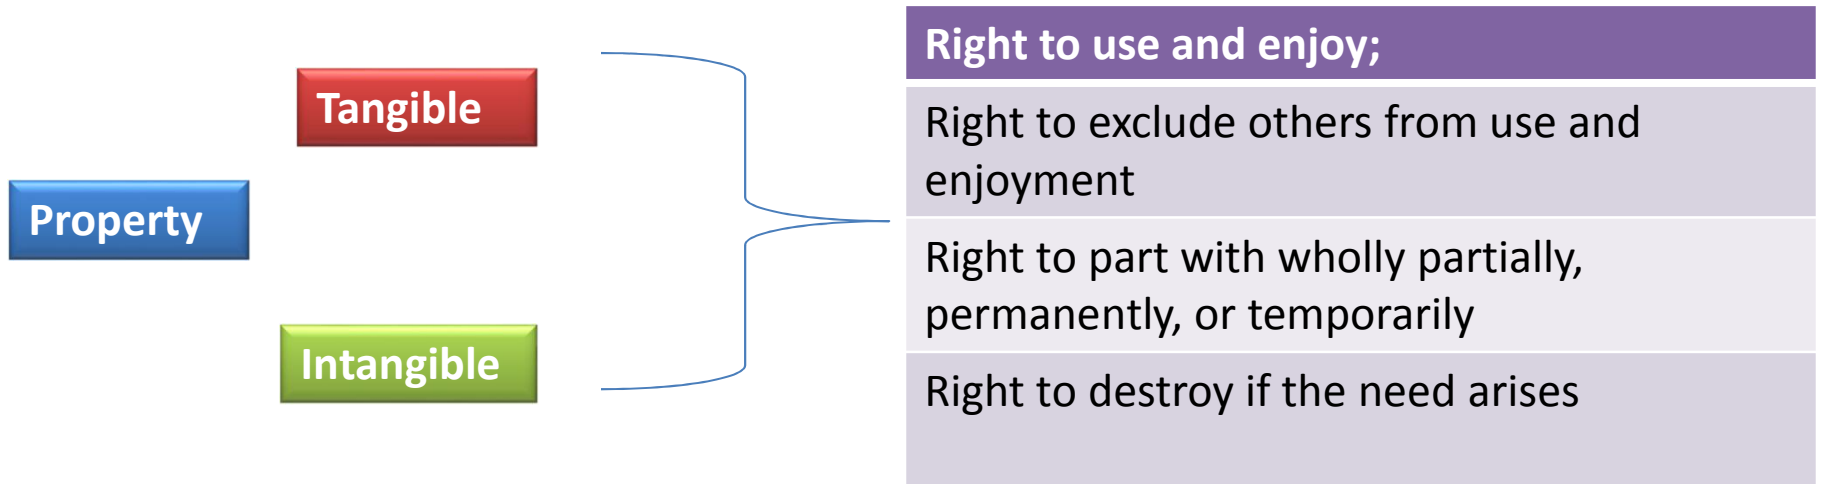 Property
Tangible
Intangible
Right to use and enjoy;
Right to exclude others from use and
enjoyment
Right to part with wholly partially,
permanently, or temporarily
Right to destroy if the need arises